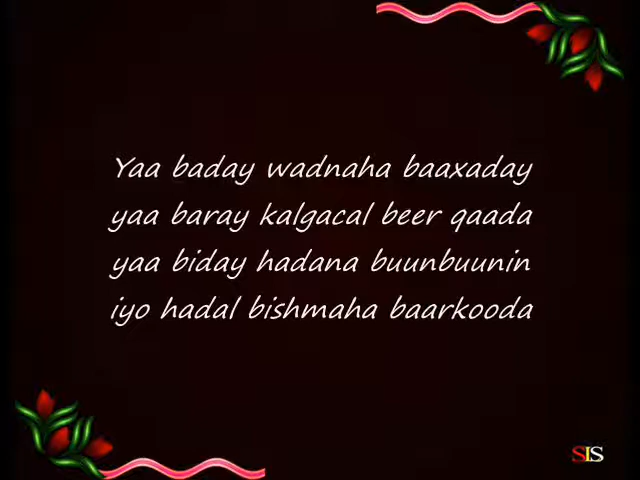 Yaa baday wadnaha baaxaday
yaa baray kalgacal beer qaada
yaa biday hadana buunbuunin
iyo hadal bishmaha baarkooda
SIS